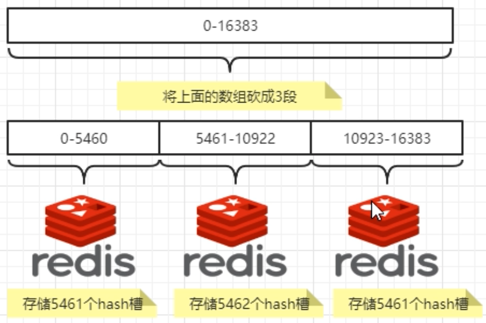 0-16383
将上面的数组砍成3段
0-5460
5461-10922
10923-16383
redis
redis
redis
存储5461个hash槽
存储5462个hash槽
存储5461个hash槽